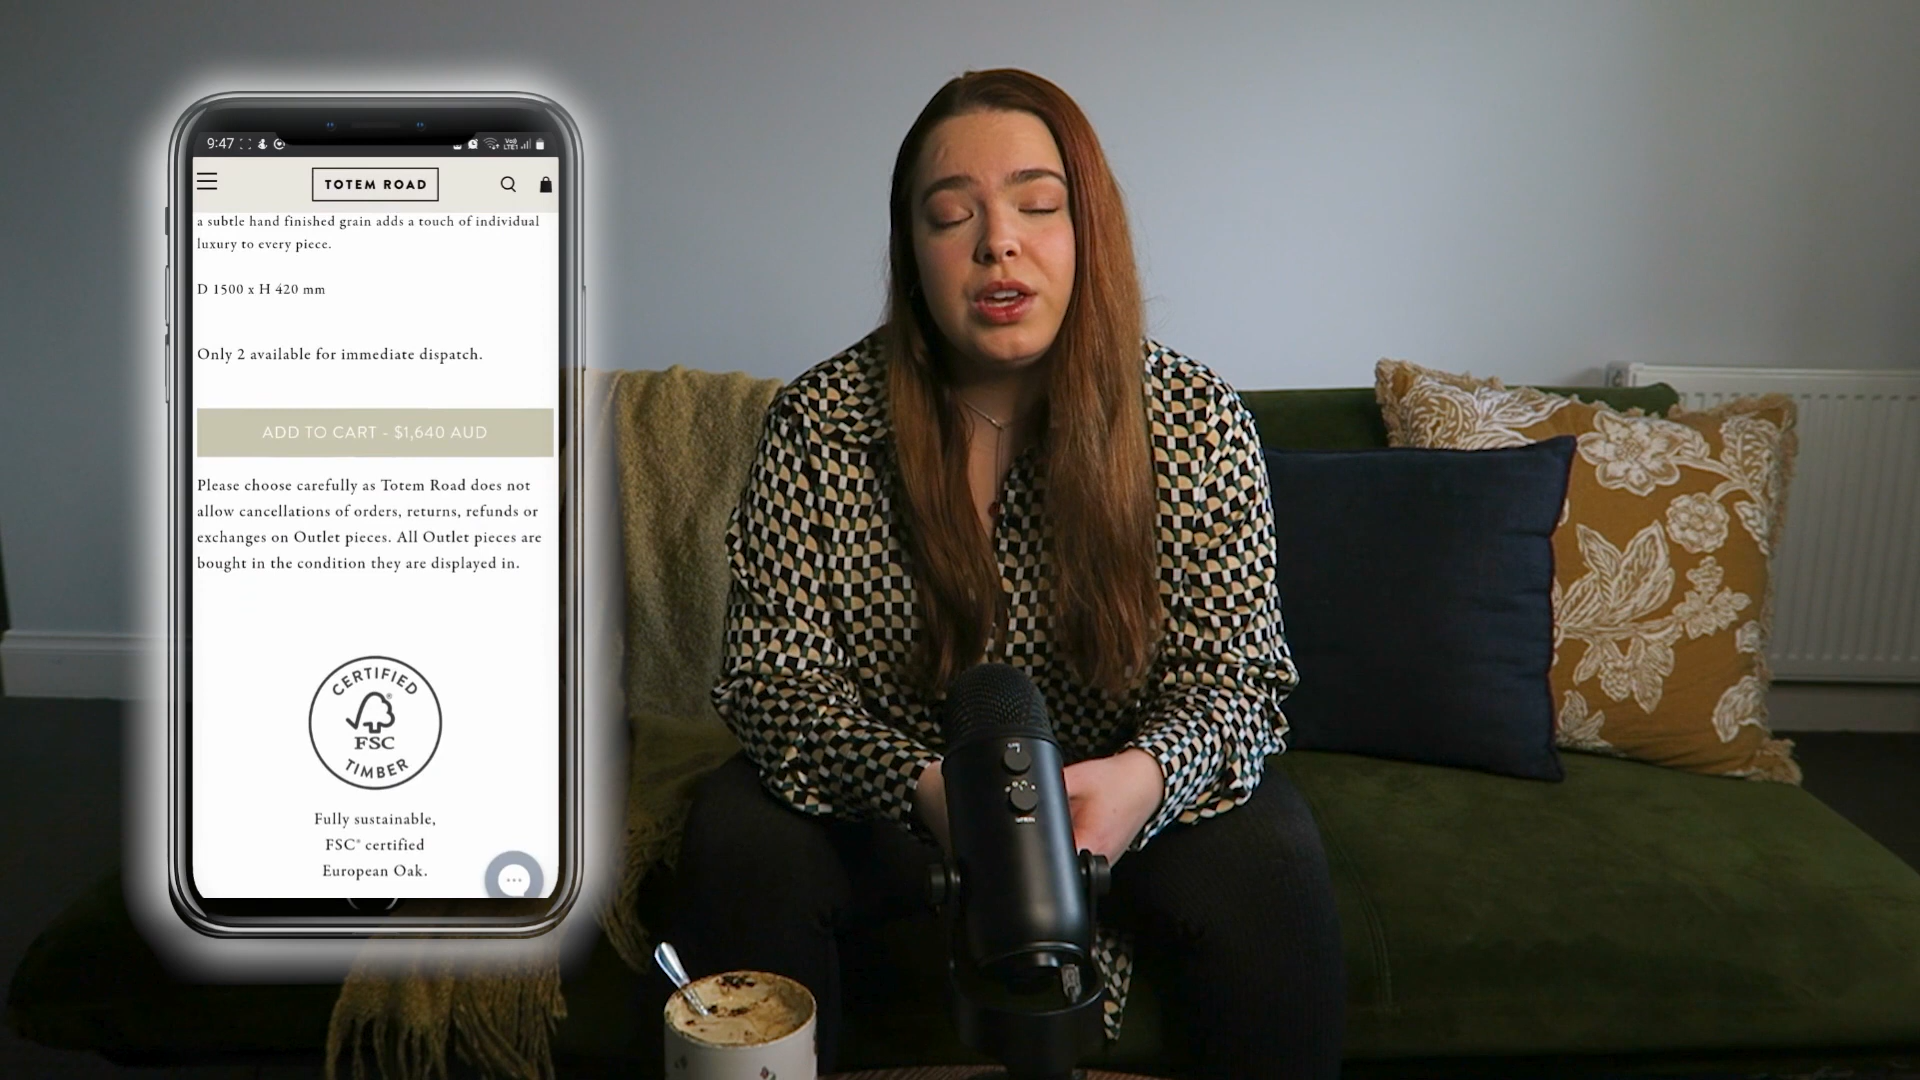 9:47
TOTEM ROAD
a subtle hand finished grain adds a touch of individual
luxury to every piece.
D 1500 x H 420 mm
Only 2 available for immediate dispatch.
ADD TO CART - $1,640 AUD
Please choose carefully as Totem Road does not
allow cancellations of orders, returns, refunds or
exchanges on Outlet pieces. All Outlet pieces are
bought in the condition they are displayed in.
CERTIFIED
FSC®
TIMBER
Fully sustainable,
FSC® certified
European Oak.